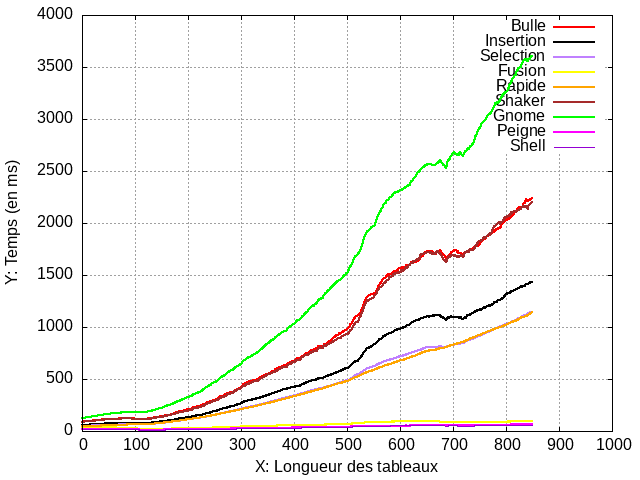 4000
3500
3000
2500
2000
1500
1000
500
0
Y: Temps (en ms)
Bulle
Insertion
Selection
Fusion
Rapide
Shaker
Gnome
Peigne
Shell
0 100 200 300 400 500 600 700 800 900 1000
X: Longueur des tableaux